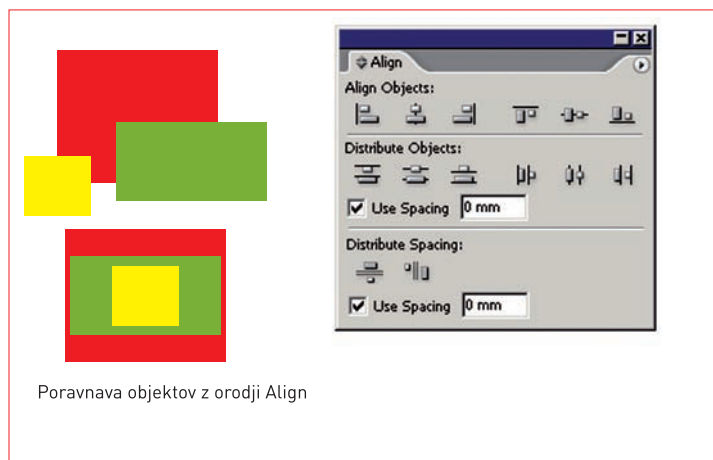 Align
Align Objects:
Distribute Objects:
Use Spacing 0 mm
Distribute Spacing:
Use Spacing 0 mm
Poravnava objektov z orodji Align